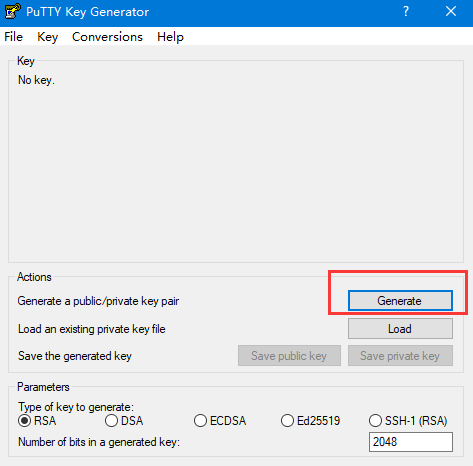 PuTTY Key Generator ?
File Key Conversions Help
Key
No key.
Actions
Generate a public/private key pair Generate
Load an existing private key file Load
Save the generated key Save public key Save private key
Parameters
Type of key to generate:
RSA DSA ECDSA Ed25519 SSH-1 (RSA)
Number of bits in a generated key: 2048